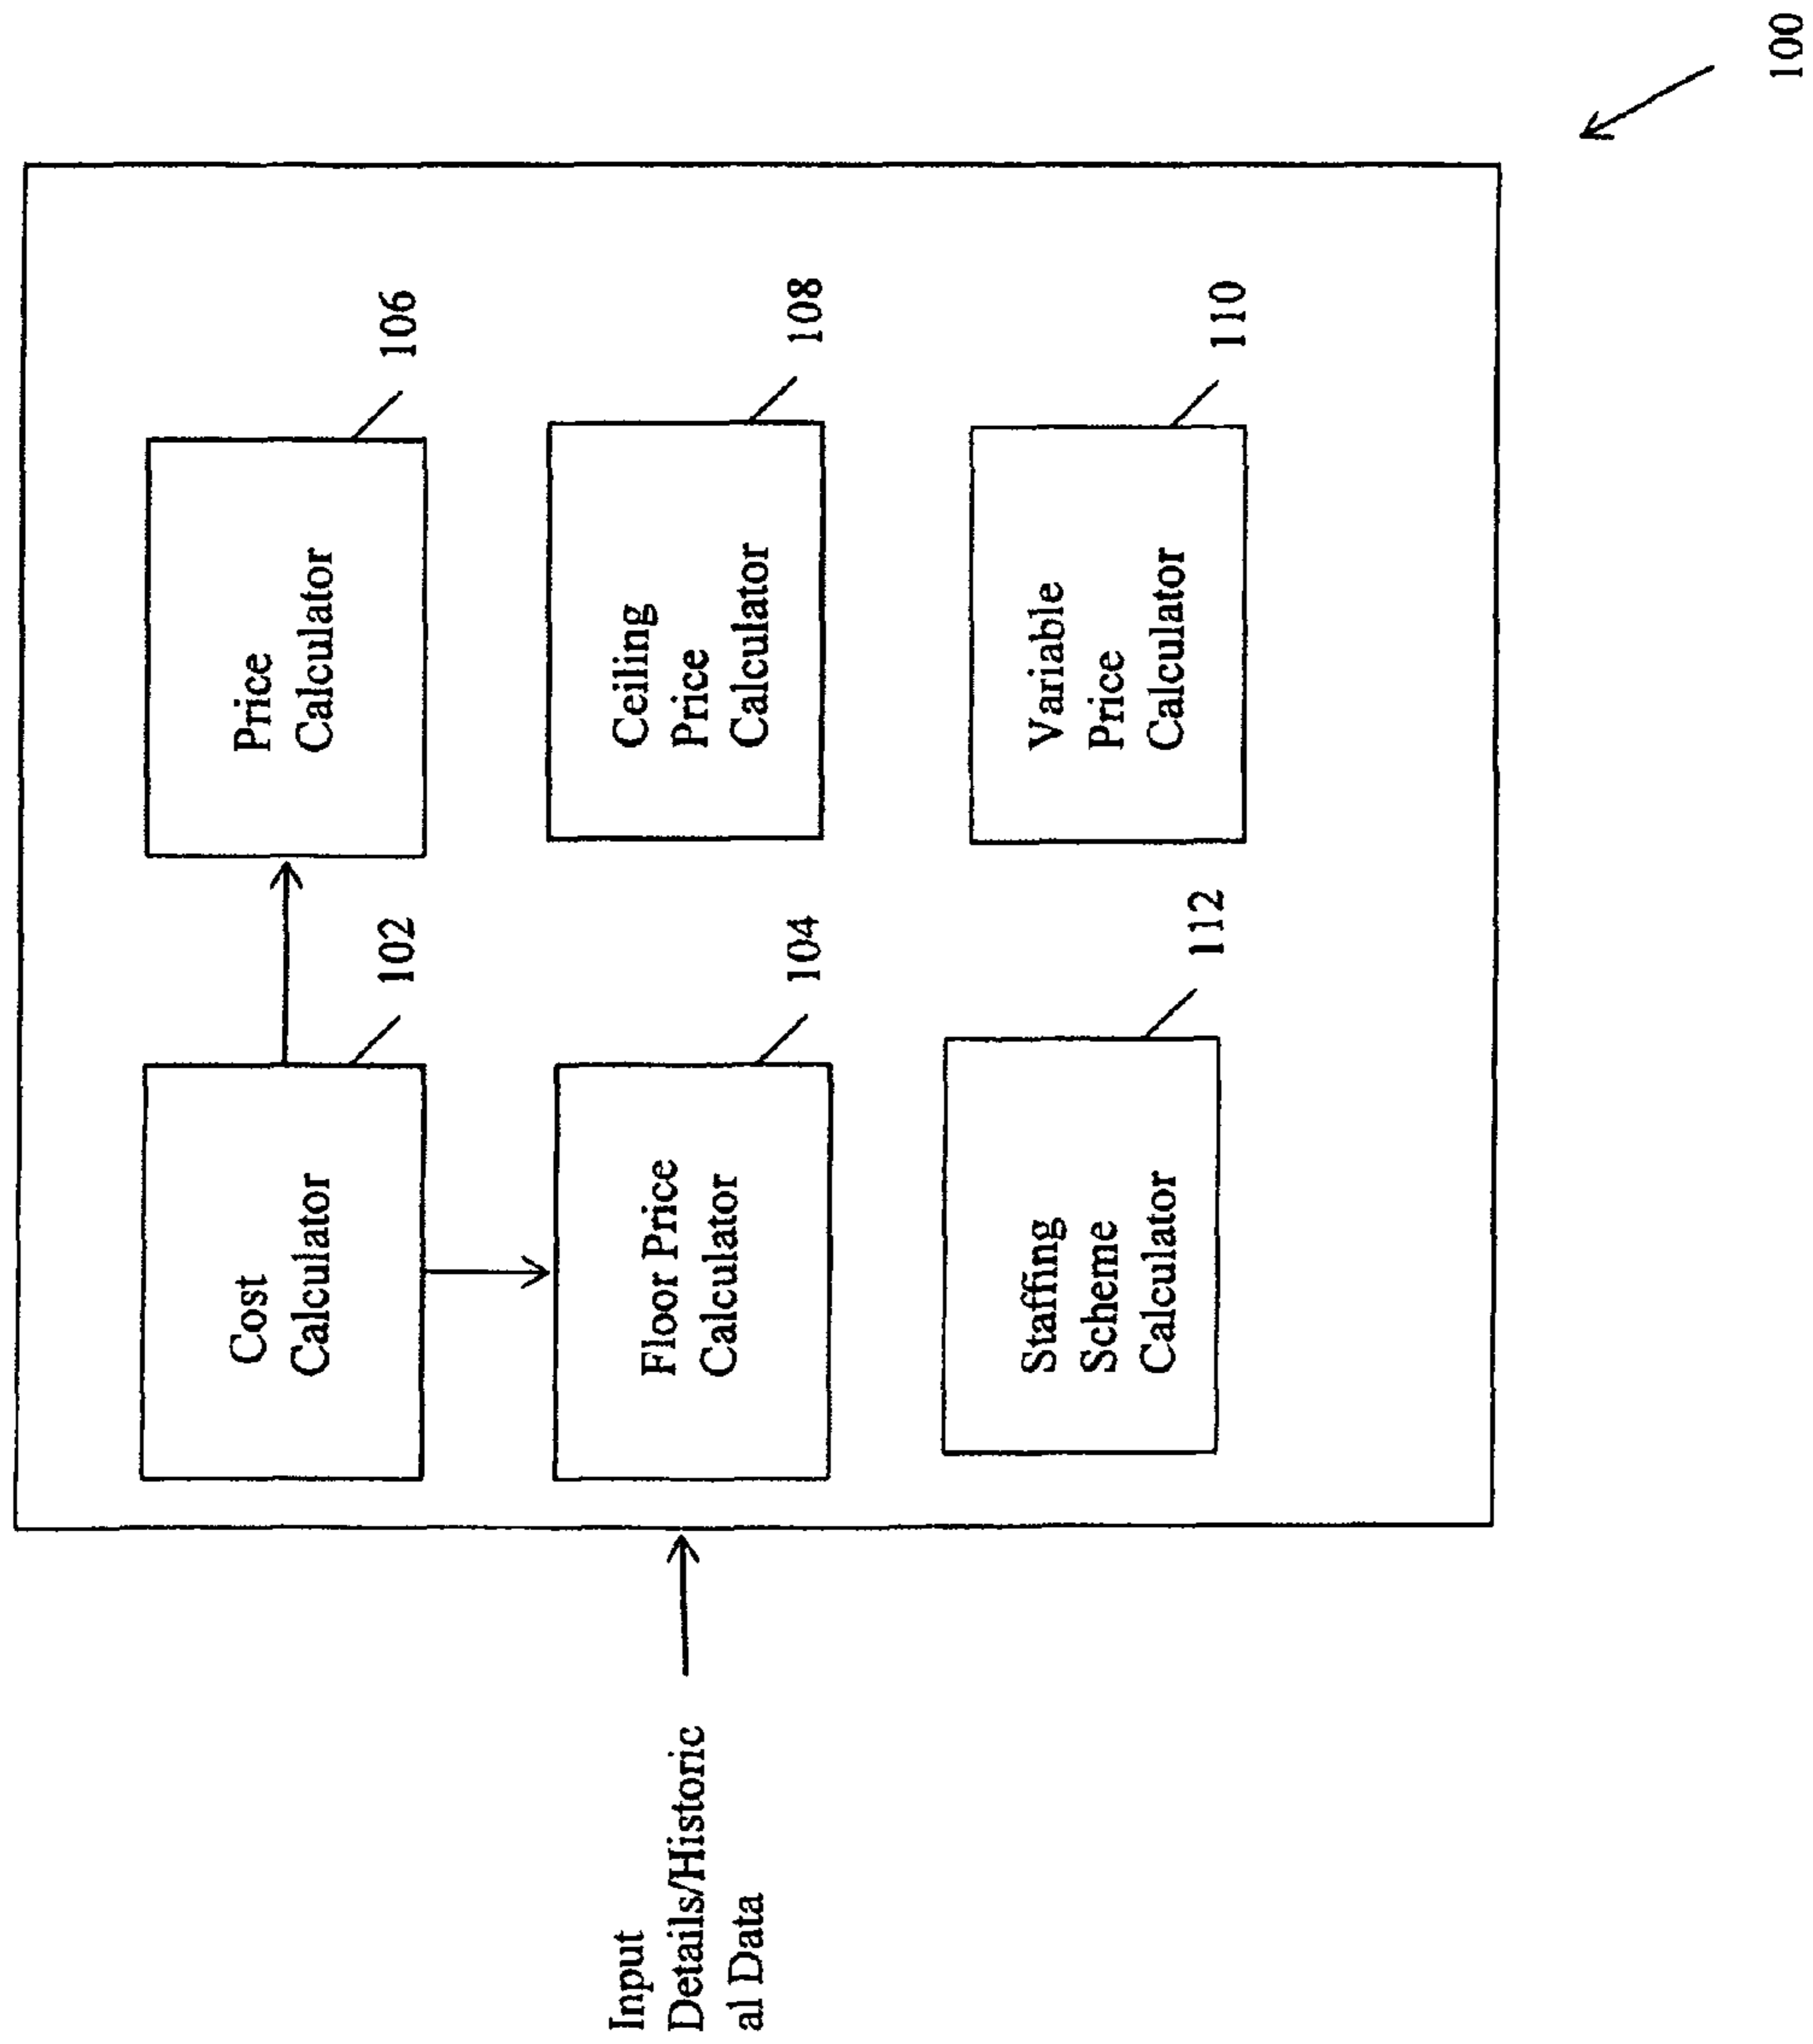 Input
Details/Historic
al Data
Cost
Calculator
102
Price
Calculator
106
Floor Price
Calculator
104
Ceiling
Price
Calculator
108
Staffing
Scheme
Calculator
112
Variable
Price
Calculator
110
100